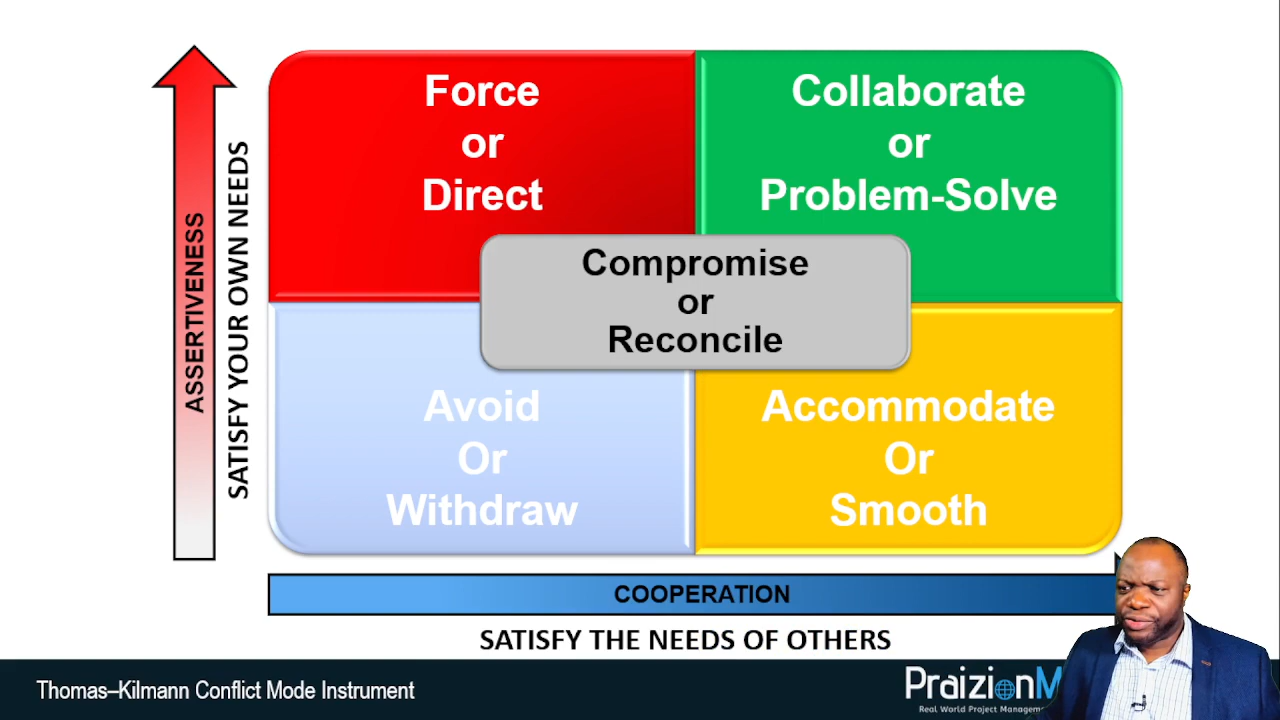 Force
or
Direct
Collaborate
or
Problem-Solve
Compromise
or
Reconcile
Avoid
Or
Withdraw
Accommodate
Or
Smooth
ASSERTIVENESS
SATISFY YOUR OWN NEEDS
COOPERATION
SATISFY THE NEEDS OF OTHERS
Thomas–Kilmann Conflict Mode Instrument
PraizionM
Real World Project